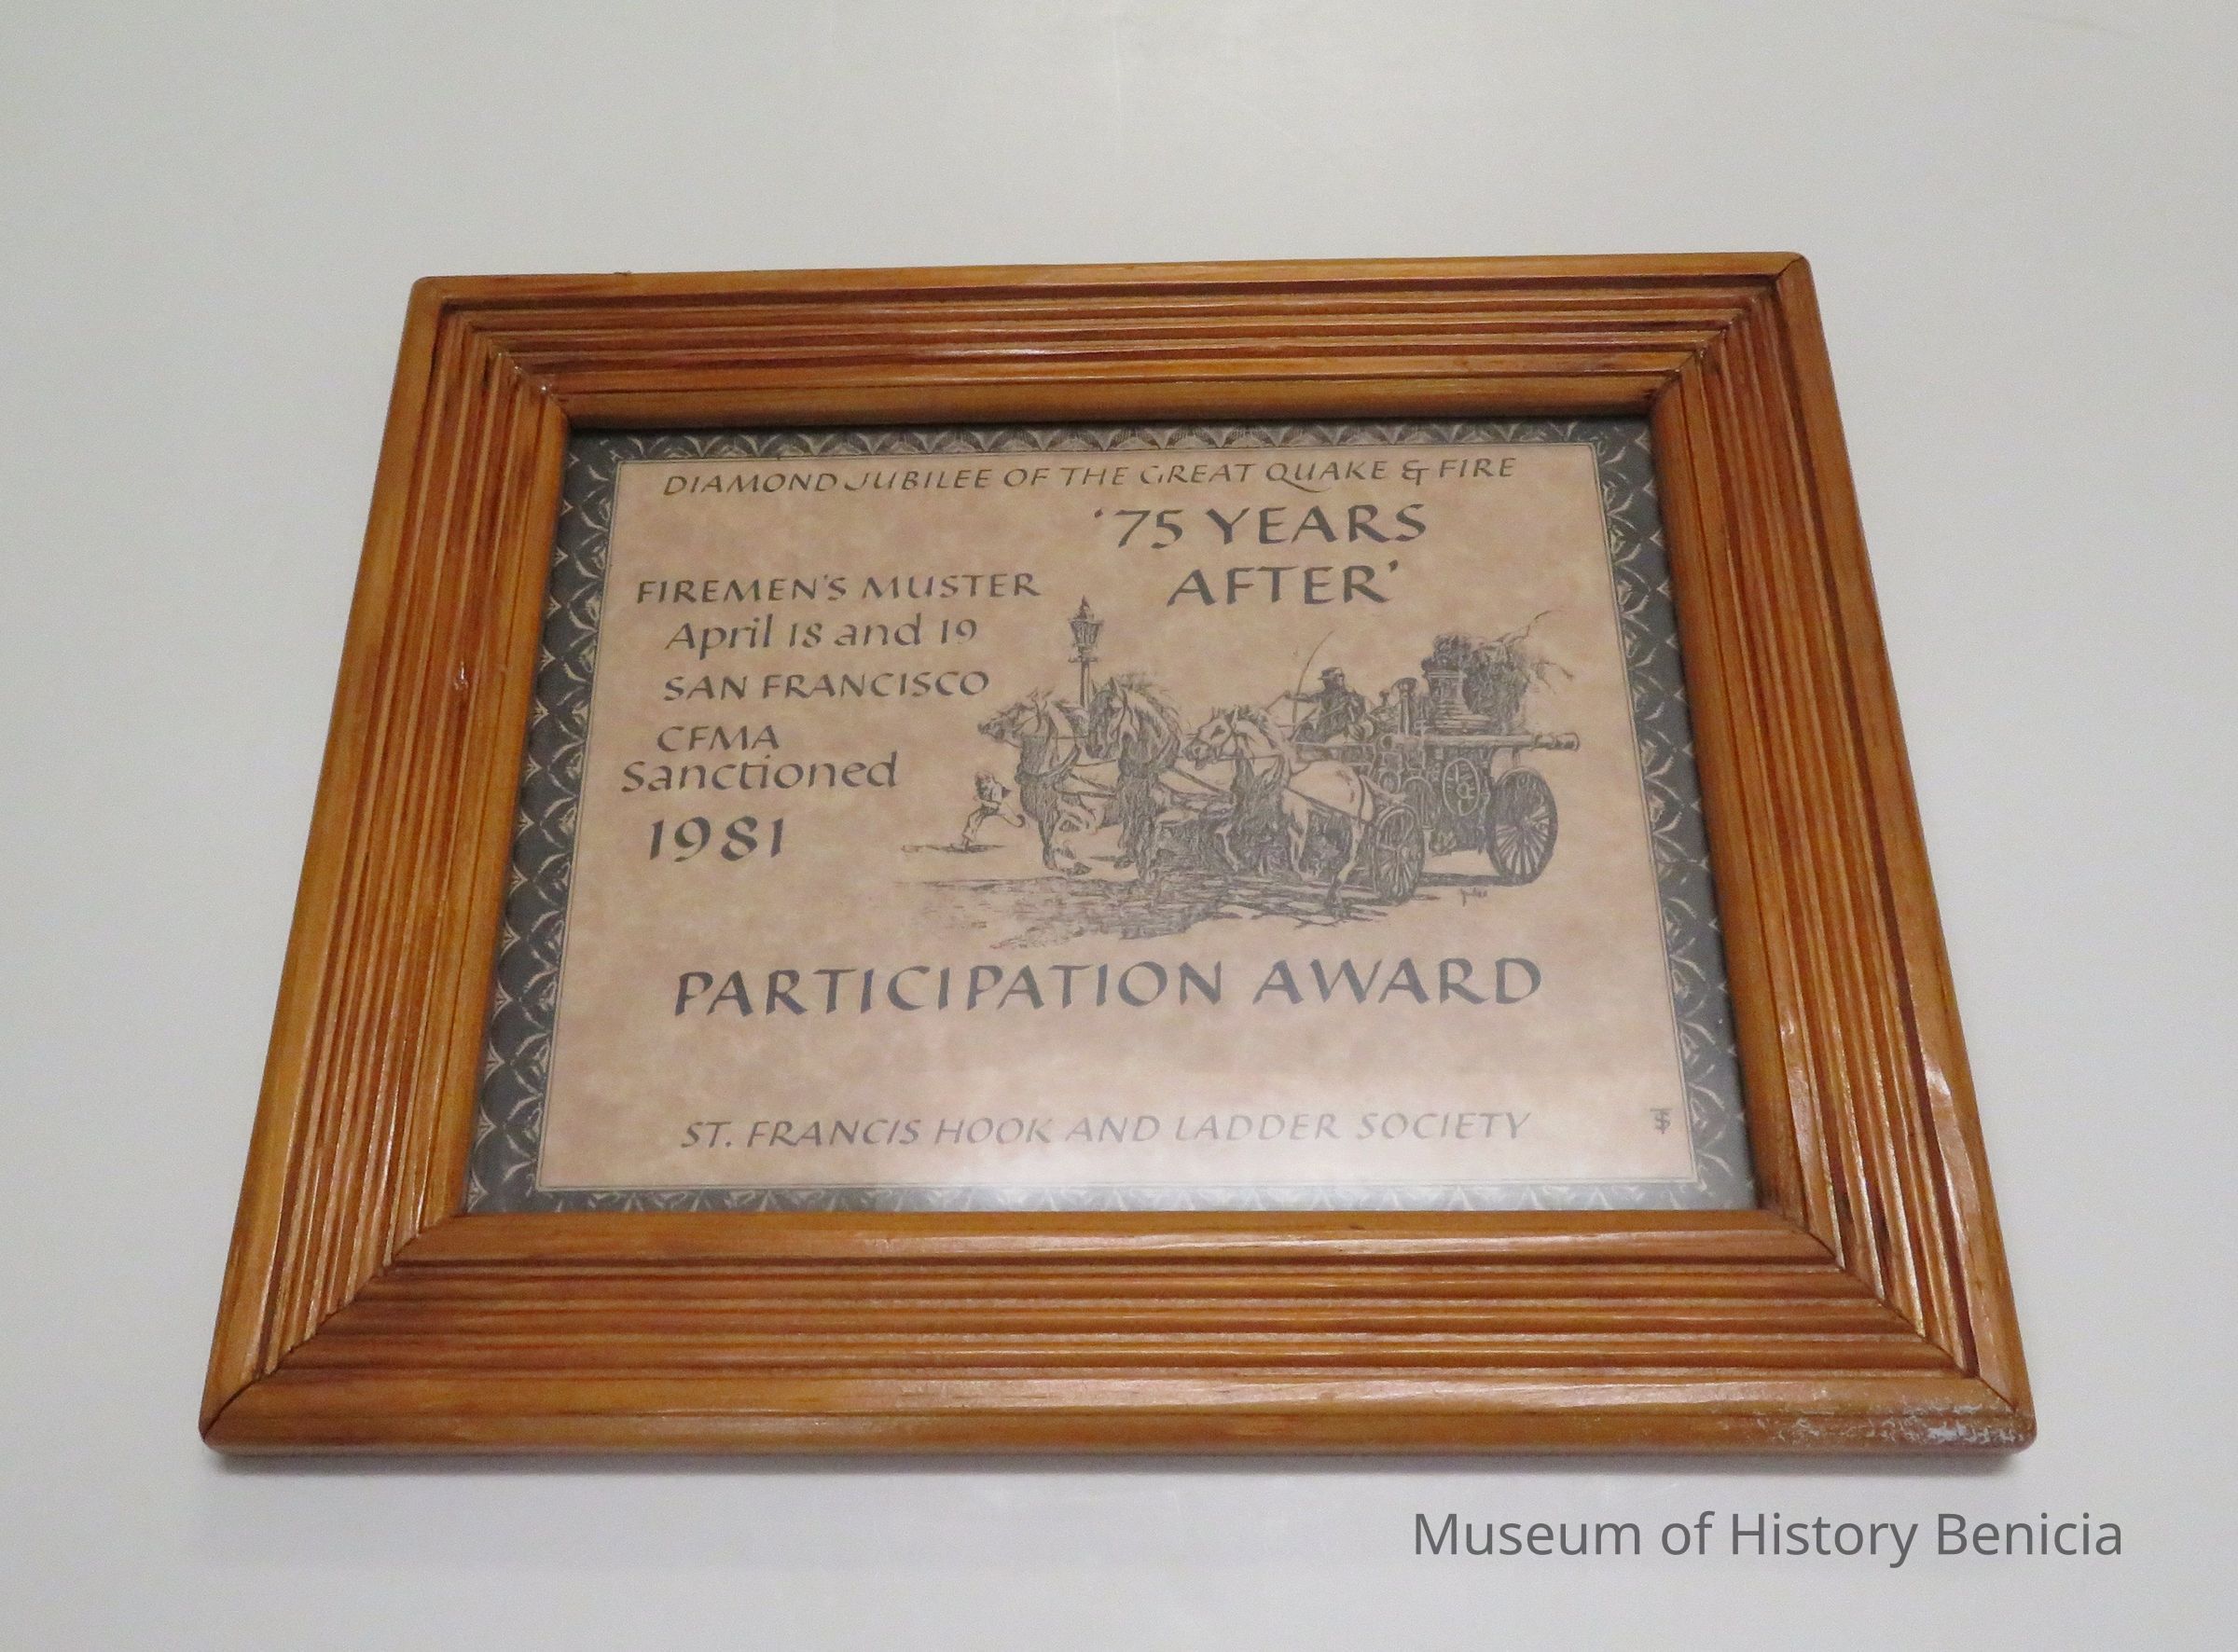 DIAMOND JUBILEE OF THE GREAT QUAKE & FIRE
'75 YEARS
AFTER'
FIREMEN'S MUSTER
April 18 and 19
SAN FRANCISCO
CFMA
Sanctioned
1981
PARTICIPATION AWARD
ST. FRANCIS HOOK AND LADDER SOCIETY
Museum of History Benicia